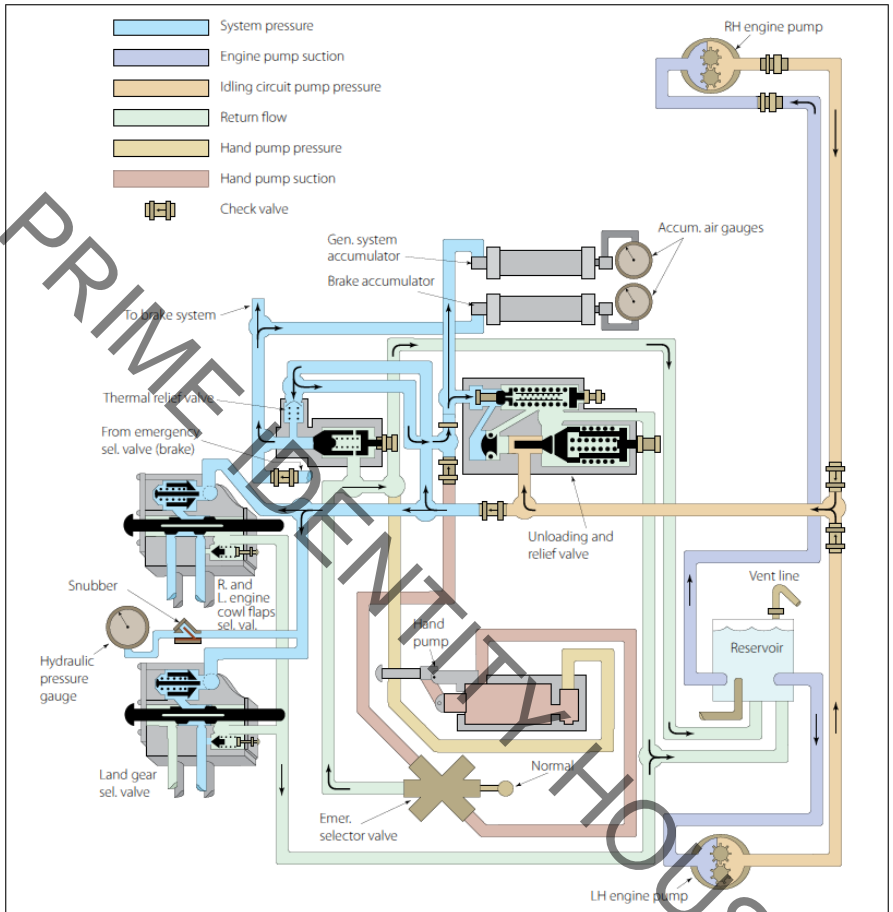 System pressure
Engine pump suction
Idling circuit pump pressure
Return flow
Hand pump pressure
Hand pump suction
Check valve
RH engine pump
Gen. system
accumulator
Brake accumulator
Accum. air gauges
To brake system
Thermal relief valve
From emergency
sel. valve (brake)
Unloading and
relief valve
Snubber
R. and
L. engine
cowl flaps
sel. val.
Hydraulic
pressure
gauge
Hand
pump
Vent line
Reservoir
Land gear
sel. valve
Normal
Emer.
selector valve
LH engine pump
PRIME IDENTITY HOUS